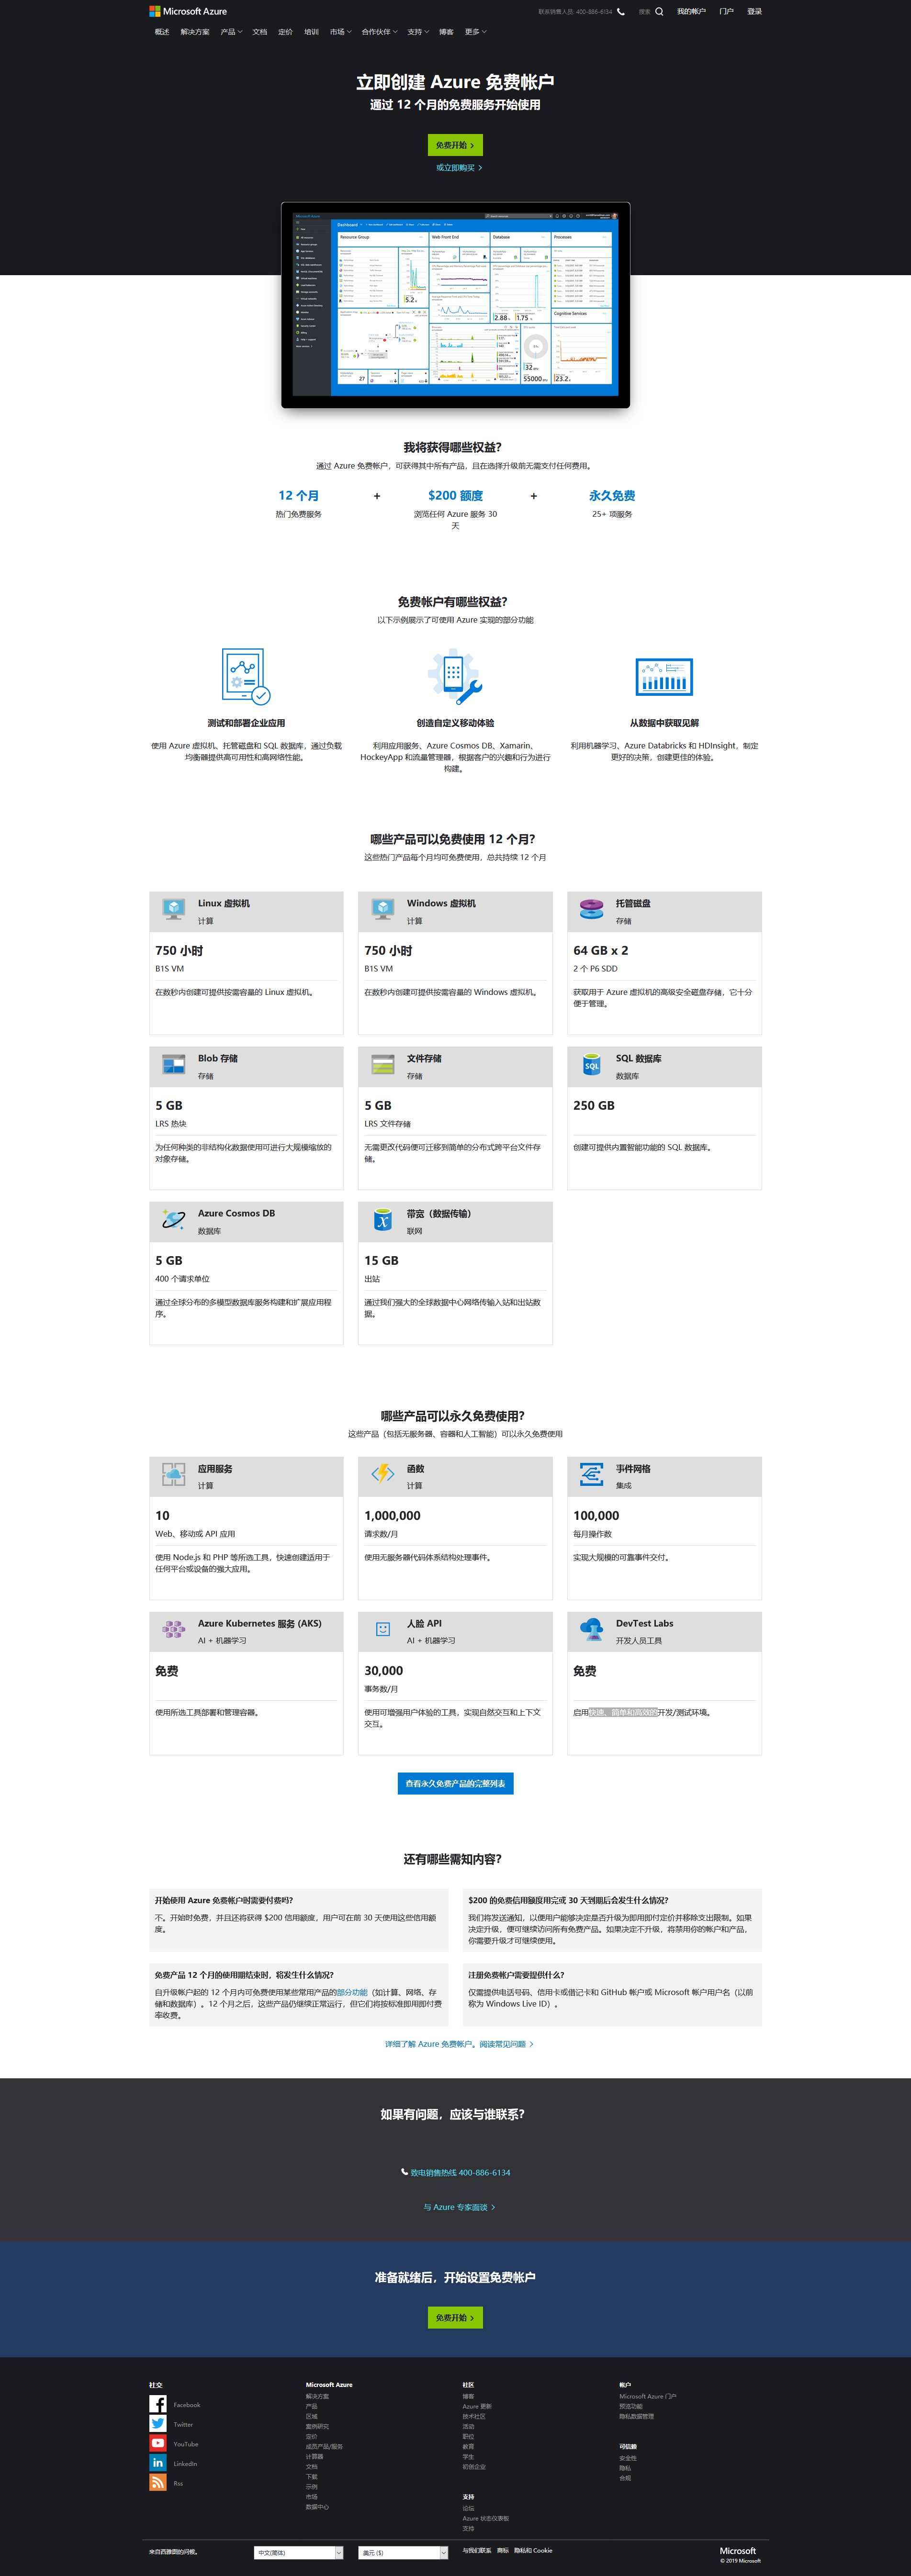 Microsoft Azure
联系销售人员: 400-886-6134
搜索
我的帐户
门户
登录
概述 解决方案 产品 文档 定价 培训 市场 合作伙伴 支持 博客 更多
立即创建 Azure 免费帐户
通过 12 个月的免费服务开始使用
免费开始
或立即购买
Microsoft Azure
Dashboard
Resource Group
Web Front End
Database
Processes
5.2
2.88
1.75
Cognitive Services
27
13
3
32
55000
23.2
我将获得哪些权益?
通过 Azure 免费帐户，可获得其中所有产品，且在选择升级前无需支付任何费用。
12 个月 + $200 额度 + 永久免费
热门免费服务
浏览任何 Azure 服务 30
天
25+ 项服务
免费帐户有哪些权益?
以下示例展示了可使用 Azure 实现的部分功能
测试和部署企业应用
使用 Azure 虚拟机、托管磁盘和 SQL 数据库，通过负载
均衡器提供高可用性和高网络性能。
创造自定义移动体验
利用应用服务、Azure Cosmos DB、Xamarin、
HockeyApp 和流量管理器，根据客户的兴趣和行为进行
构建。
从数据中获取见解
利用机器学习、Azure Databricks 和 HDInsight，制定
更好的决策，创建更佳的体验。
哪些产品可以免费使用 12 个月?
这些热门产品每个月均可免费使用，总共持续 12 个月
Linux 虚拟机
计算
750 小时
B1S VM
在数秒内创建可提供按需容量的 Linux 虚拟机。
Windows 虚拟机
计算
750 小时
B1S VM
在数秒内创建可提供按需容量的 Windows 虚拟机。
托管磁盘
存储
64 GB x 2
2 个 P6 SDD
获取用于 Azure 虚拟机的高级安全磁盘存储，它十分
便于管理。
Blob 存储
存储
5 GB
LRS 热块
为任何种类的非结构化数据使用可进行大规模缩放的
对象存储。
文件存储
存储
5 GB
LRS 文件存储
无需更改代码便可迁移到简单的分布式跨平台文件存
储。
SQL
SQL 数据库
数据库
250 GB
创建可提供内置智能功能的 SQL 数据库。
Azure Cosmos DB
数据库
5 GB
400 个请求单位
通过全球分布的多模型数据库服务构建和扩展应用程
序。
带宽（数据传输）
联网
15 GB
出站
通过我们强大的全球数据中心网络传输入站和出站数
据。
哪些产品可以永久免费使用?
这些产品（包括无服务器、容器和人工智能）可以永久免费使用
应用服务
计算
10
Web、移动或 API 应用
使用 Node.js 和 PHP 等所选工具，快速创建适用于
任何平台或设备的强大应用。
函数
计算
1,000,000
请求数/月
使用无服务器代码体系结构处理事件。
事件网格
集成
100,000
每月操作数
实现大规模的可靠事件交付。
Azure Kubernetes 服务 (AKS)
AI + 机器学习
免费
使用所选工具部署和管理容器。
人脸 API
AI + 机器学习
30,000
事务数/月
使用可增强用户体验的工具，实现自然交互和上下文
交互。
DevTest Labs
开发人员工具
免费
启用快速、简单和高效的开发/测试环境。
查看永久免费产品的完整列表
还有哪些需知内容?
开始使用 Azure 免费帐户时需要付费吗?
不。开始时免费，并且还将获得 $200 信用额度，用户可在前 30 天使用这些信用额
度。
$200 的免费信用额度用完或 30 天到期后会发生什么情况?
我们将发送通知，以便用户能够决定是否升级为即用即付定价并移除支出限制。如果
决定升级，便可继续访问所有免费产品。如果决定不升级，将禁用你的帐户和产品，
你需要升级才可继续使用。
免费产品 12 个月的使用期结束时，将发生什么情况?
自升级帐户起的 12 个月内可免费使用某些常用产品的部分功能（如计算、网络、存
储和数据库）。12 个月之后，这些产品仍继续正常运行，但它们将按标准即用即付费
率收费。
注册免费帐户需要提供什么?
仅需提供电话号码、信用卡或借记卡和 GitHub 帐户或 Microsoft 帐户用户名（以前
称为 Windows Live ID）。
详细了解 Azure 免费帐户。阅读常见问题
如果有问题，应该与谁联系?
致电销售热线 400-886-6134
与 Azure 专家面谈
准备就绪后，开始设置免费帐户
免费开始
社交
Facebook
Twitter
YouTube
LinkedIn
Rss
Microsoft Azure
解决方案
产品
区域
案例研究
定价
成员产品/服务
计算器
文档
下载
示例
市场
数据中心
社区
博客
Azure 更新
技术社区
活动
职位
教育
学生
初创企业
支持
论坛
Azure 状态仪表板
支持
帐户
Microsoft Azure 门户
预览功能
隐私数据管理
可信赖
安全性
隐私
合规
来自西雅图的问候。
中文(简体)
美元 ($)
与我们联系 商标 隐私和 Cookie
Microsoft
© 2019 Microsoft